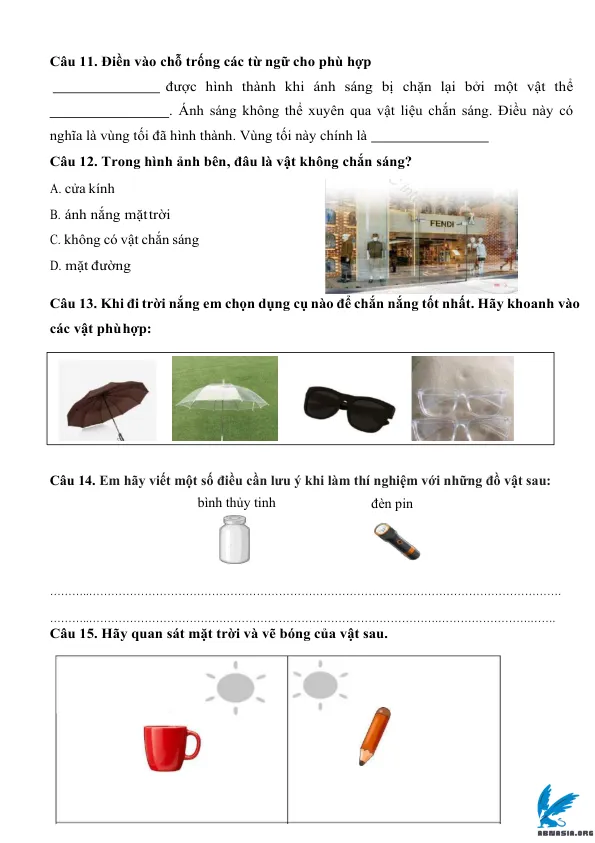 Câu 11. Điền vào chỗ trống các từ ngữ cho phù hợp
_______________ được hình thành khi ánh sáng bị chặn lại bởi một vật thể
_________________. Ánh sáng không thể xuyên qua vật liệu chắn sáng. Điều này có
nghĩa là vùng tối đã hình thành. Vùng tối này chính là _________________
Câu 12. Trong hình ảnh bên, đâu là vật không chắn sáng?
A. cửa kính
B. ánh nắng mặt trời
C. không có vật chắn sáng
D. mặt đường
FENDI
Câu 13. Khi đi trời nắng em chọn dụng cụ nào để chắn nắng tốt nhất. Hãy khoanh vào
các vật phù hợp:
Câu 14. Em hãy viết một số điều cần lưu ý khi làm thí nghiệm với những đồ vật sau:
bình thủy tinh đèn pin
Câu 15. Hãy quan sát mặt trời và vẽ bóng của vật sau.
ABNASIA.ORG